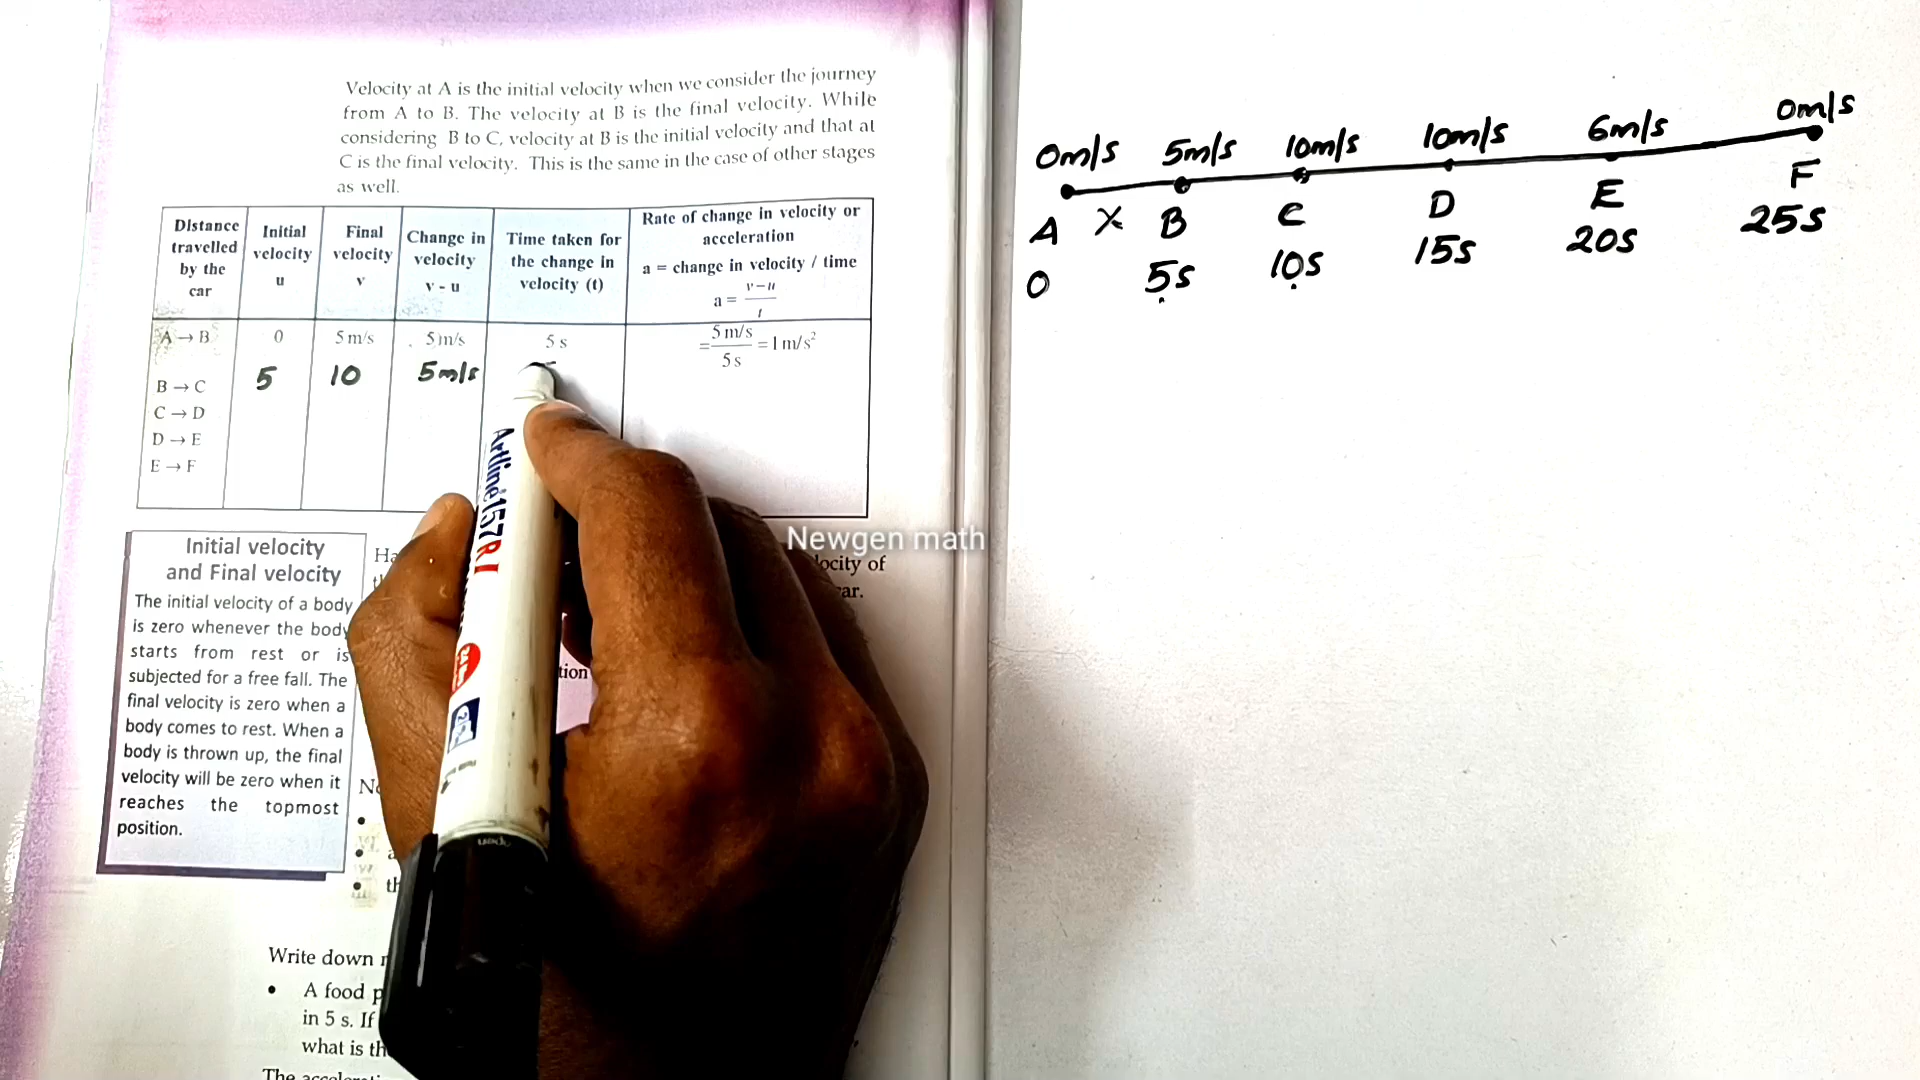 Velocity at A is the initial velocity when we consider the journey
from A to B. The velocity at B is the final velocity. While
considering B to C, velocity at B is the initial velocity and that at
C is the final velocity. This is the same in the case of other stages
as well.
Distance travelled by the car
Initial velocity u
Final velocity v
Change in velocity v - u
Time taken for the change in velocity (t)
Rate of change in velocity or acceleration
a = change in velocity / time
a = v-u / t
A → B 0 5 m/s 5 m/s 5 s = 5 m/s / 5 s = 1 m/s²
B → C 5 10 5m/s
C → D
D → E
E → F
Initial velocity
and Final velocity
The initial velocity of a body
is zero whenever the body
starts from rest or is
subjected for a free fall. The
final velocity is zero when a
body comes to rest. When a
body is thrown up, the final
velocity will be zero when it
reaches the topmost
position.
of
Write down
• A food
in 5 s. If
what is
The
Artline 157R
Newgen math
0m/s 5m/s 10m/s 10m/s 6m/s 0m/s
A X B C D E F
0 5s 10s 15s 20s 25s